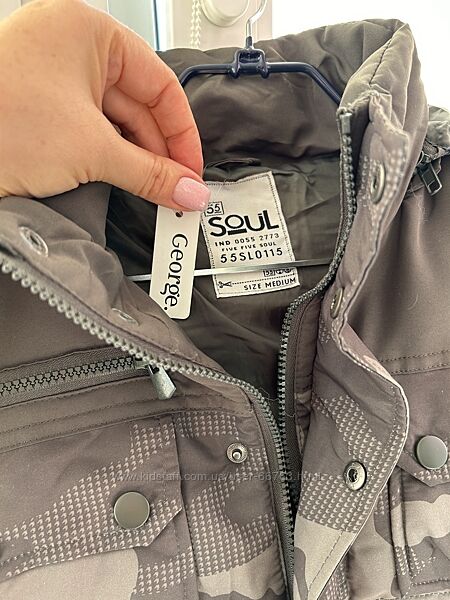 George.
55
SOUL
IND 0055 2773
FIVE FIVE SOUL
55SL0115
SIZE MEDIUM